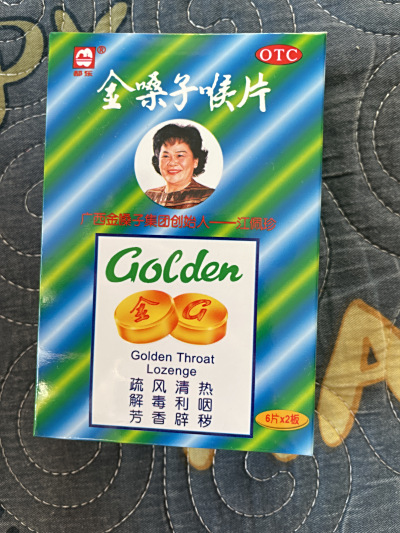 ®
都乐
OTC
金嗓子喉片
广西金嗓子集团创始人——江佩珍
Golden
金 G
Golden Throat
Lozenge
疏风清热
解毒利咽
芳香辟秽
6片x2板